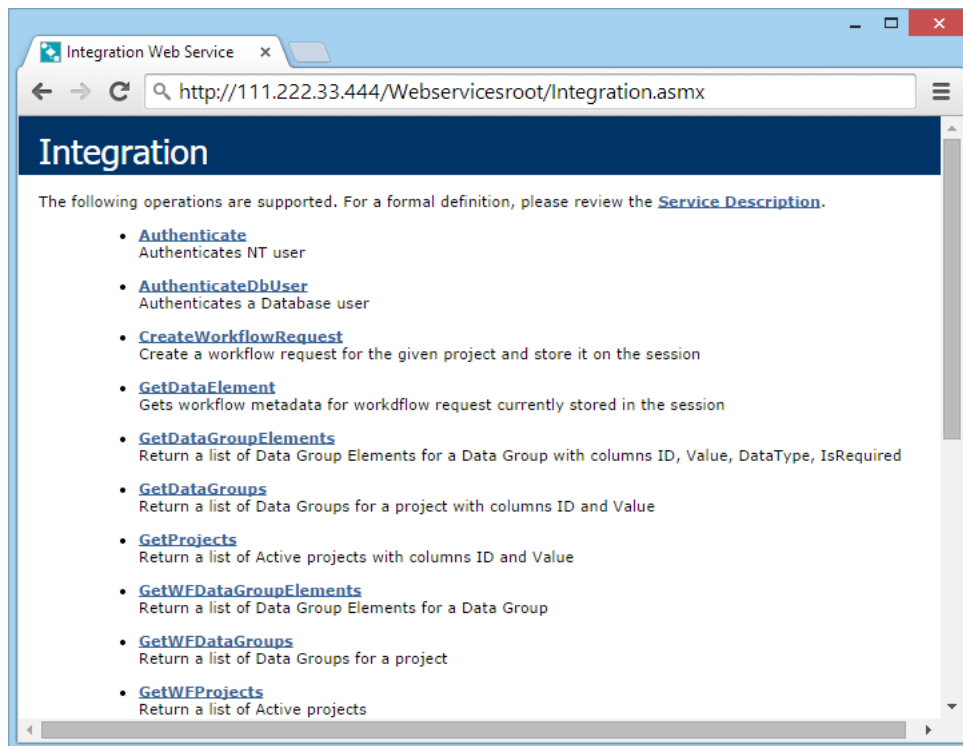 Integration Web Service
http://111.222.33.444/Webservicesroot/Integration.asmx
Integration
The following operations are supported. For a formal definition, please review the Service Description.
Authenticate
Authenticates NT user
AuthenticateDbUser
Authenticates a Database user
CreateWorkflowRequest
Create a workflow request for the given project and store it on the session
GetDataElement
Gets workflow metadata for workdflow request currently stored in the session
GetDataGroupElements
Return a list of Data Group Elements for a Data Group with columns ID, Value, DataType, IsRequired
GetDataGroups
Return a list of Data Groups for a project with columns ID and Value
GetProjects
Return a list of Active projects with columns ID and Value
GetWFDataGroupElements
Return a list of Data Group Elements for a Data Group
GetWFDataGroups
Return a list of Data Groups for a project
GetWFProjects
Return a list of Active projects